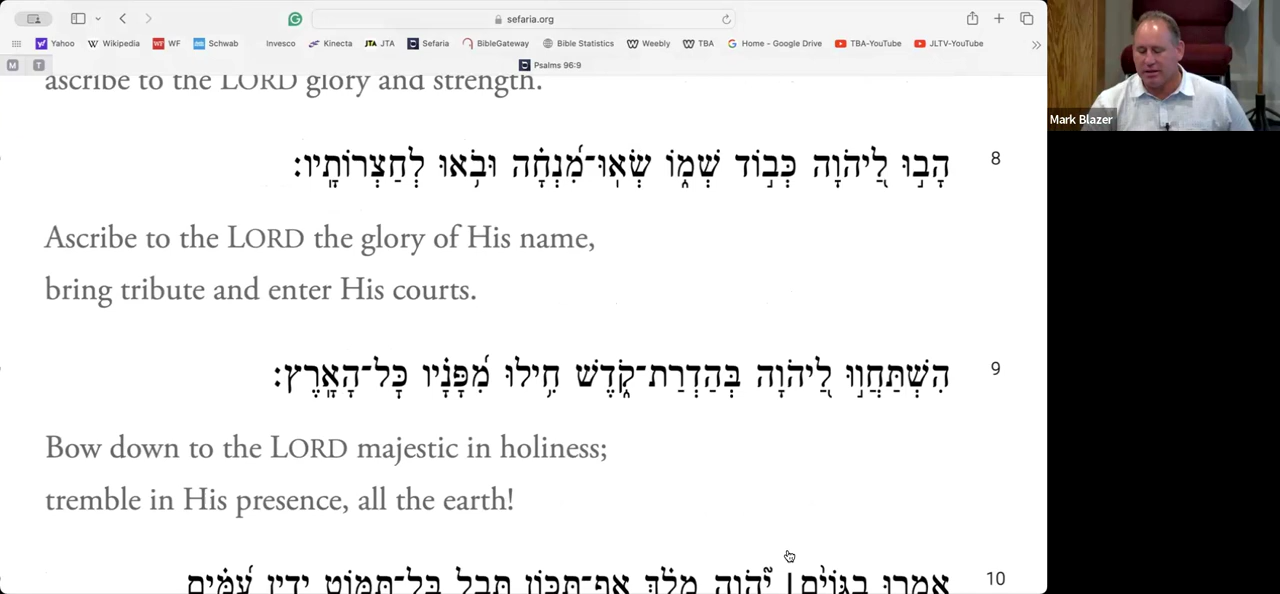 sefaria.org
Yahoo Wikipedia WF Schwab Invesco Kinecta JTA Sefaria BibleGateway Bible Statistics Weebly TBA Home - Google Drive TBA-YouTube JLTV-YouTube
M T Psalms 96:9
ascribe to the LORD glory and strength.
8 הָב֣וּ לַ֭יהֹוָה כְּב֣וֹד שְׁמ֑וֹ שְׂאֽוּ־מִ֝נְחָ֗ה וּבֹ֥אוּ לְחַצְרוֹתָֽיו׃
Ascribe to the LORD the glory of His name,
bring tribute and enter His courts.
9 הִשְׁתַּחֲו֣וּ לַ֭יהֹוָה בְּהַדְרַת־קֹ֑דֶשׁ חִ֥ילוּ מִ֝פָּנָ֗יו כׇּל־הָאָֽרֶץ׃
Bow down to the LORD majestic in holiness;
tremble in His presence, all the earth!
10 אִמְר֤וּ בַגּוֹיִ֨ם ׀ יְ֘הֹוָ֤ה מָלָ֗ךְ אַף־תִּכּ֣וֹן תֵּ֭בֵל בַּל־תִּמּ֑וֹט יָדִ֥ין עַ֝מִּ֗ים
Mark Blazer